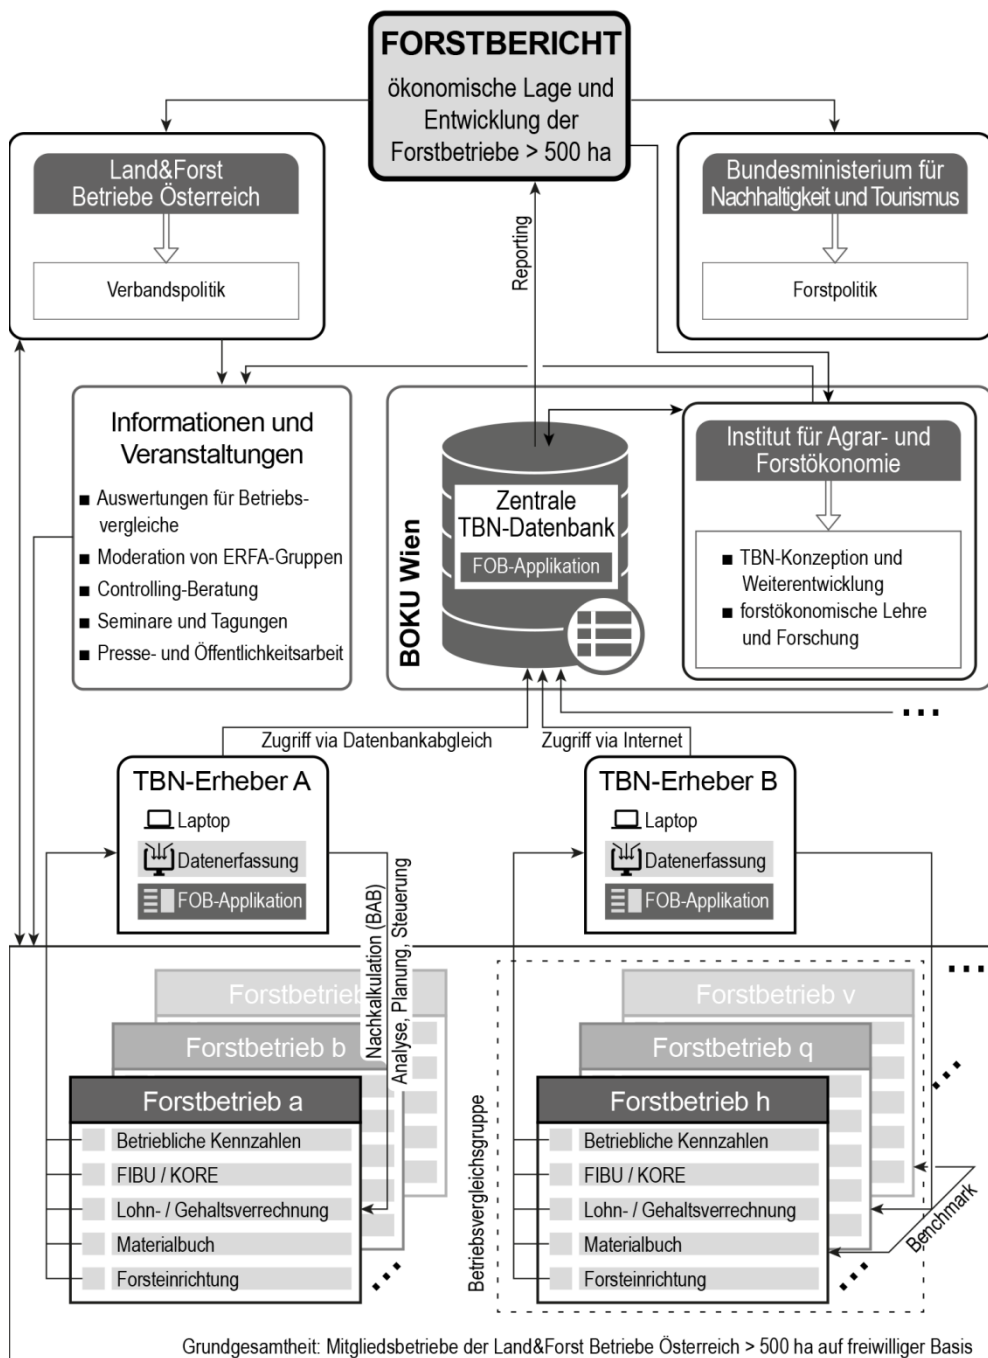 FORSTBERICHT
ökonomische Lage und
Entwicklung der
Forstbetriebe > 500 ha
Land&Forst
Betriebe Österreich
Verbandspolitik
Bundesministerium für
Nachhaltigkeit und Tourismus
Forstpolitik
Reporting
Informationen und
Veranstaltungen
■ Auswertungen für Betriebs-
vergleiche
■ Moderation von ERFA-Gruppen
■ Controlling-Beratung
■ Seminare und Tagungen
■ Presse- und Öffentlichkeitsarbeit
BOKU Wien
Zentrale
TBN-Datenbank
FOB-Applikation
Institut für Agrar- und
Forstökonomie
■ TBN-Konzeption und
Weiterentwicklung
■ forstökonomische Lehre
und Forschung
...
Zugriff via Datenbankabgleich
Zugriff via Internet
TBN-Erheber A
Laptop
Datenerfassung
FOB-Applikation
TBN-Erheber B
Laptop
Datenerfassung
FOB-Applikation
Nachkalkulation (BAB)
Analyse, Planung, Steuerung
...
Forstbetrieb
Forstbetrieb b
Forstbetrieb a
Betriebliche Kennzahlen
FIBU / KORE
Lohn- / Gehaltsverrechnung
Materialbuch
Forsteinrichtung
...
Betriebsvergleichsgruppe
Forstbetrieb v
Forstbetrieb q
Forstbetrieb h
Betriebliche Kennzahlen
FIBU / KORE
Lohn- / Gehaltsverrechnung
Materialbuch
Forsteinrichtung
...
...
Benchmark
Grundgesamtheit: Mitgliedsbetriebe der Land&Forst Betriebe Österreich > 500 ha auf freiwilliger Basis